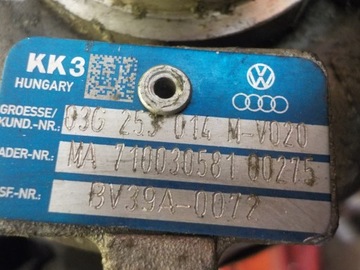 KK3
HUNGARY
GROESSE/
KUND.-NR.: 03G 253 014 M-V020
ADER-NR.: MA 710030581 00275
SF.-NR.: BV39A-0072